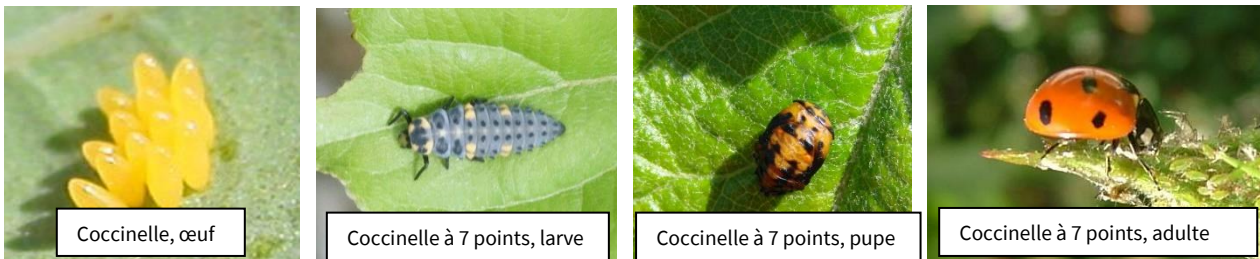 Coccinelle, œuf
Coccinelle à 7 points, larve
Coccinelle à 7 points, pupe
Coccinelle à 7 points, adulte